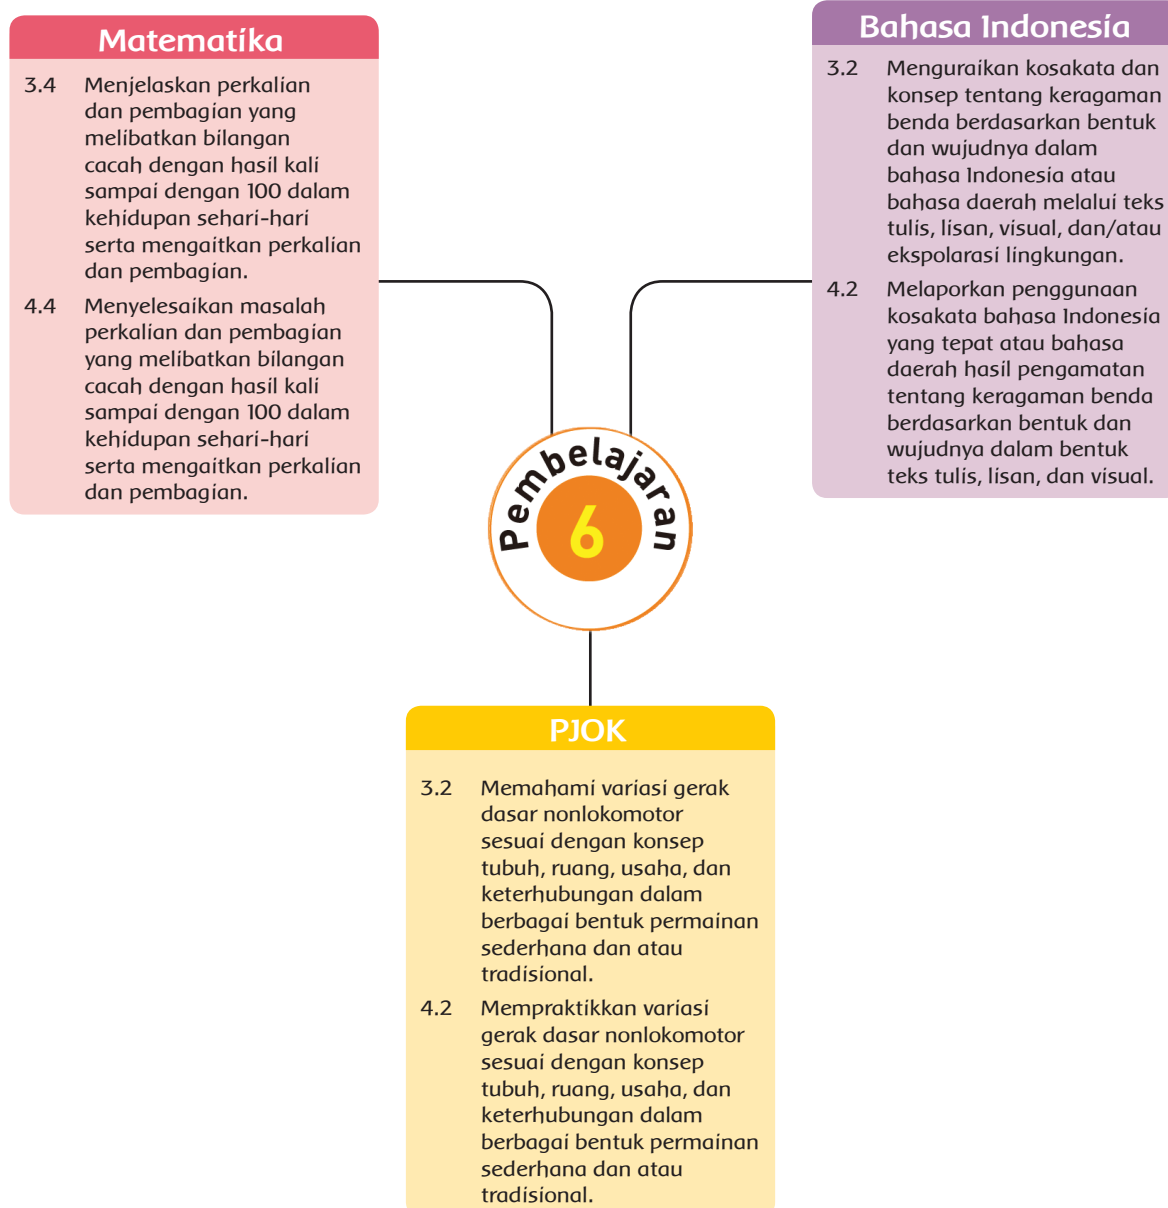 Matematika
3.4 Menjelaskan perkalian
dan pembagian yang
melibatkan bilangan
cacah dengan hasil kali
sampai dengan 100 dalam
kehidupan sehari-hari
serta mengaitkan perkalian
dan pembagian.
4.4 Menyelesaikan masalah
perkalian dan pembagian
yang melibatkan bilangan
cacah dengan hasil kali
sampai dengan 100 dalam
kehidupan sehari-hari
serta mengaitkan perkalian
dan pembagian.
Bahasa Indonesia
3.2 Menguraikan kosakata dan
konsep tentang keragaman
benda berdasarkan bentuk
dan wujudnya dalam
bahasa Indonesia atau
bahasa daerah melalui teks
tulis, lisan, visual, dan/atau
ekspolarasi lingkungan.
4.2 Melaporkan penggunaan
kosakata bahasa Indonesia
yang tepat atau bahasa
daerah hasil pengamatan
tentang keragaman benda
berdasarkan bentuk dan
wujudnya dalam bentuk
teks tulis, lisan, dan visual.
Pembelajaran
6
PJOK
3.2 Memahami variasi gerak
dasar nonlokomotor
sesuai dengan konsep
tubuh, ruang, usaha, dan
keterhubungan dalam
berbagai bentuk permainan
sederhana dan atau
tradisional.
4.2 Mempraktikkan variasi
gerak dasar nonlokomotor
sesuai dengan konsep
tubuh, ruang, usaha, dan
keterhubungan dalam
berbagai bentuk permainan
sederhana dan atau
tradisional.